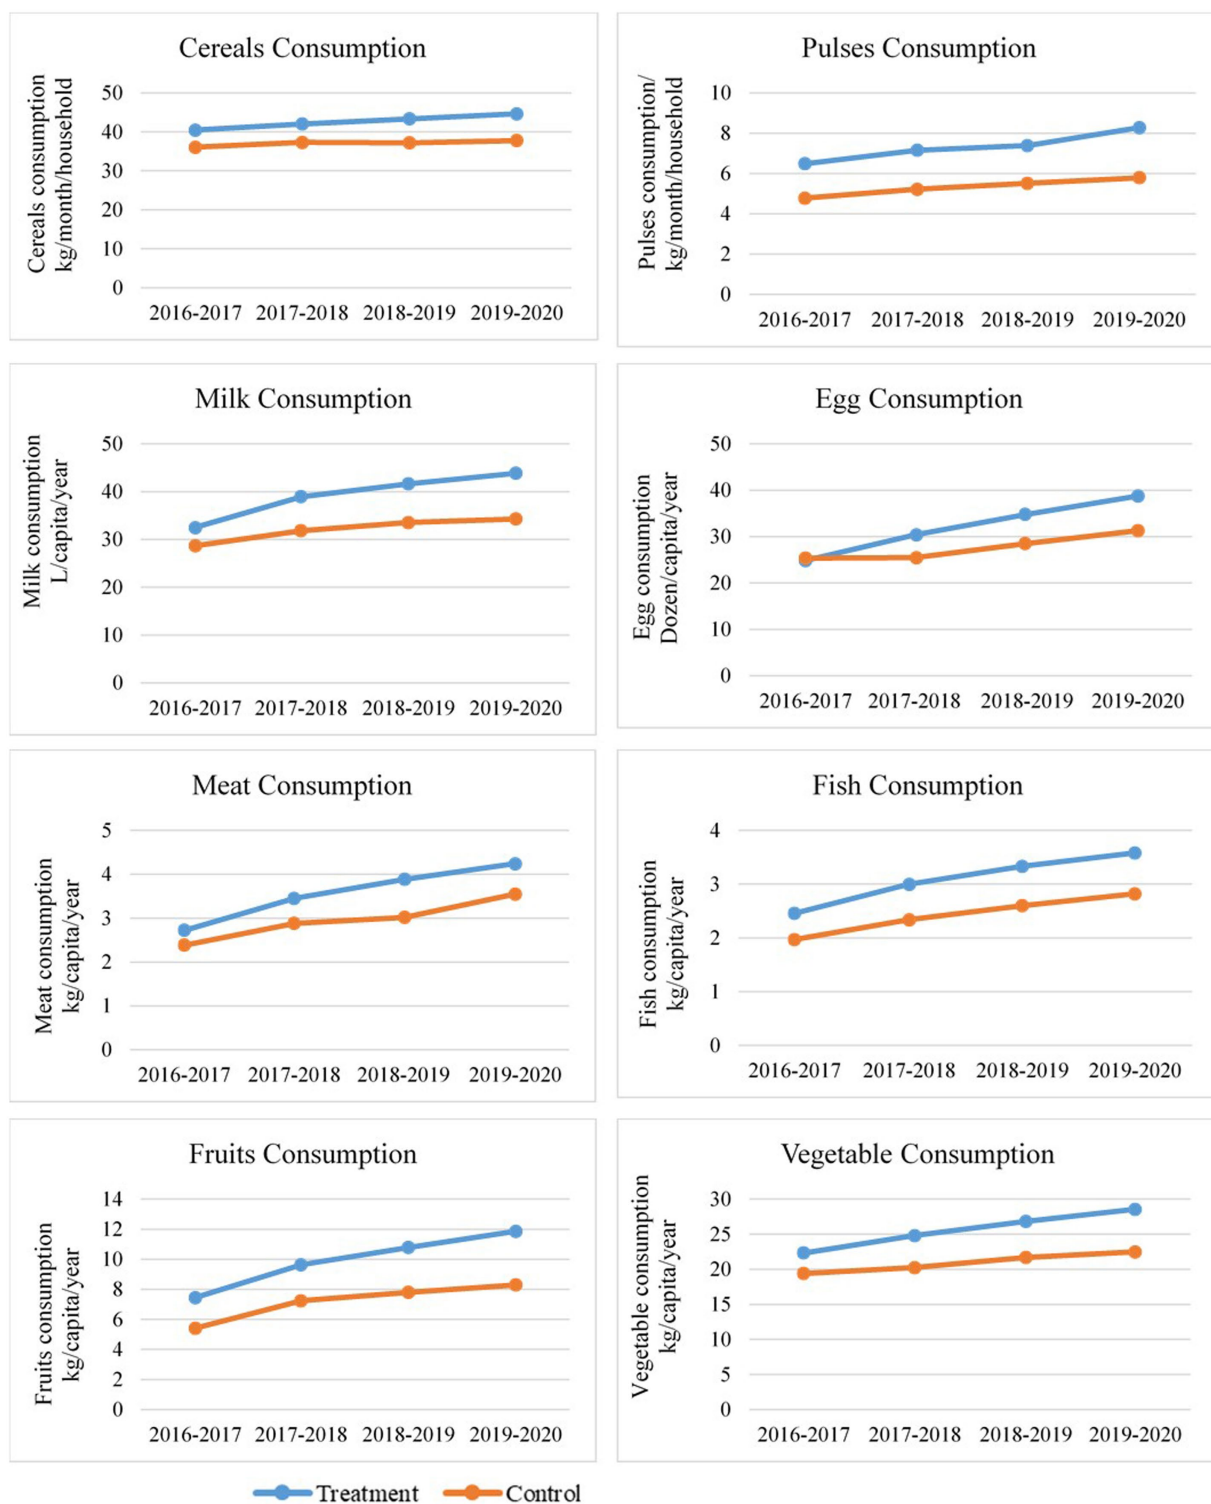 Cereals Consumption
Cereals consumption
kg/month/household
50
40
30
20
10
0
2016-2017 2017-2018 2018-2019 2019-2020
Pulses Consumption
Pulses consumption/
kg/month/household
10
8
6
4
2
0
2016-2017 2017-2018 2018-2019 2019-2020
Milk Consumption
Milk consumption
L/capita/year
50
40
30
20
10
0
2016-2017 2017-2018 2018-2019 2019-2020
Egg Consumption
Egg consumption
Dozen/capita/year
50
40
30
20
10
0
2016-2017 2017-2018 2018-2019 2019-2020
Meat Consumption
Meat consumption
kg/capita/year
5
4
3
2
1
0
2016-2017 2017-2018 2018-2019 2019-2020
Fish Consumption
Fish consumption
kg/capita/year
4
3
2
1
0
2016-2017 2017-2018 2018-2019 2019-2020
Fruits Consumption
Fruits consumption
kg/capita/year
14
12
10
8
6
4
2
0
2016-2017 2017-2018 2018-2019 2019-2020
Vegetable Consumption
Vegetable consumption
kg/capita/year
30
25
20
15
10
5
0
2016-2017 2017-2018 2018-2019 2019-2020
Treatment Control